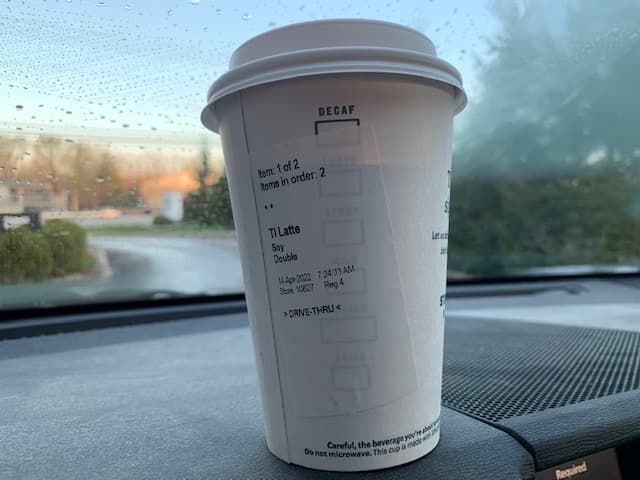 DECAF
Item: 1 of 2
Items in order: 2
**
Tl Latte
Soy
Double
14-Apr-2022 7:24:33 AM
Store 10827 Reg 4
> DRIVE-THRU <
Careful, the beverage you're about
Do not microwave. This cup is made with
Required